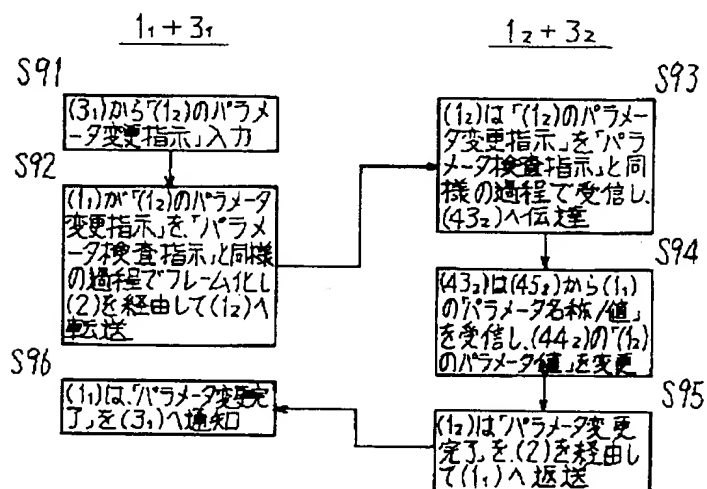 1₁+3₁
1₂+3₂
S91
(3₁)から「(1₂)のパラメ
ータ変更指示」入力
S92
(1₁)が「(1₂)のパラメータ
変更指示」を、「パラメ
ータ検査指示」と同様
の過程でフレーム化し
(2)を経由して(1₂)へ
転送
S93
(1₂)は「(1₂)のパラメー
タ変更指示」を「パラ
メータ検査指示」と同
様の過程で受信し、
(43₂)へ伝達
S94
(43₂)は(45₂)から(1₁)
の「パラメータ名称/値」
を受信し、(44₂)の「(1₂)
のパラメータ値」を変更
S95
(1₂)は「パラメータ変更
完了」を、(2)を経由し
て(1₁)へ返送
S96
(1₁)は、「パラメータ変更完
了」を(3₁)へ通知